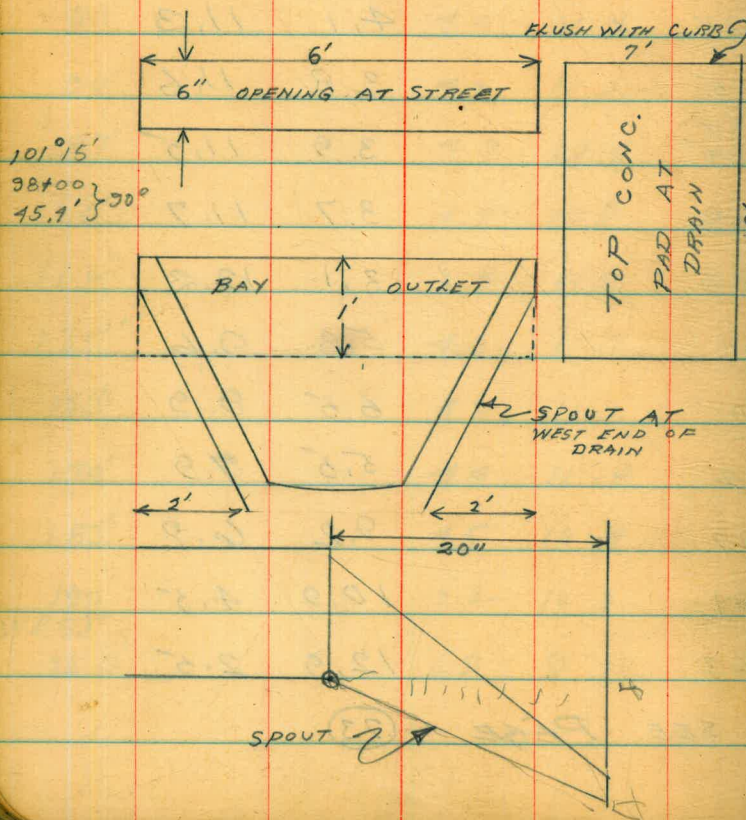 FLUSH WITH CURB
6'
7'
6" OPENING AT STREET
101°15'
98+00 } 90°
45.4'
TOP CONC.
PAD AT
DRAIN
BAY OUTLET
1'
SPOUT AT
WEST END OF
DRAIN
2' 2'
20"
SPOUT